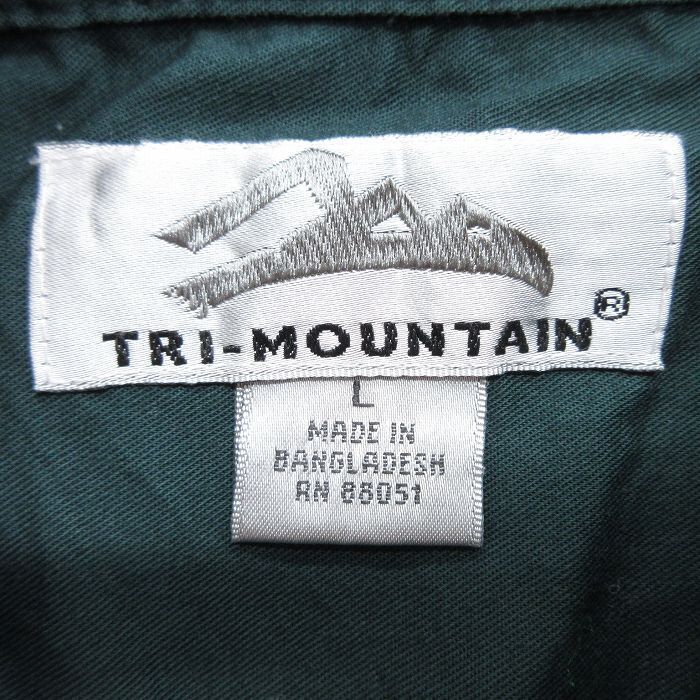 TRI-MOUNTAIN®
L
MADE IN
BANGLADESH
RN 88051